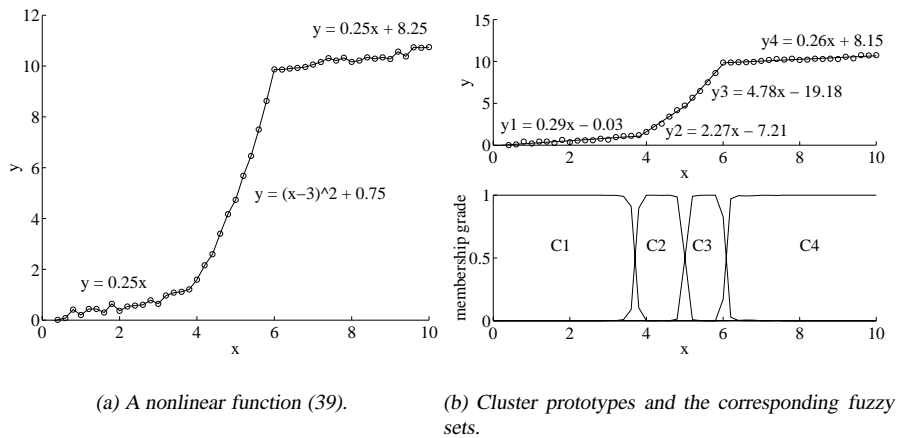 12
10
8
6
4
2
0
y
y = 0.25x + 8.25
y = (x−3)^2 + 0.75
y = 0.25x
0 2 4 6 8 10
x
(a) A nonlinear function (39).
15
10
5
0
y
y4 = 0.26x + 8.15
y3 = 4.78x − 19.18
y1 = 0.29x − 0.03
y2 = 2.27x − 7.21
0 2 4 6 8 10
x
1
0.5
0
membership grade
C1 C2 C3 C4
0 2 4 6 8 10
x
(b) Cluster prototypes and the corresponding fuzzy
sets.